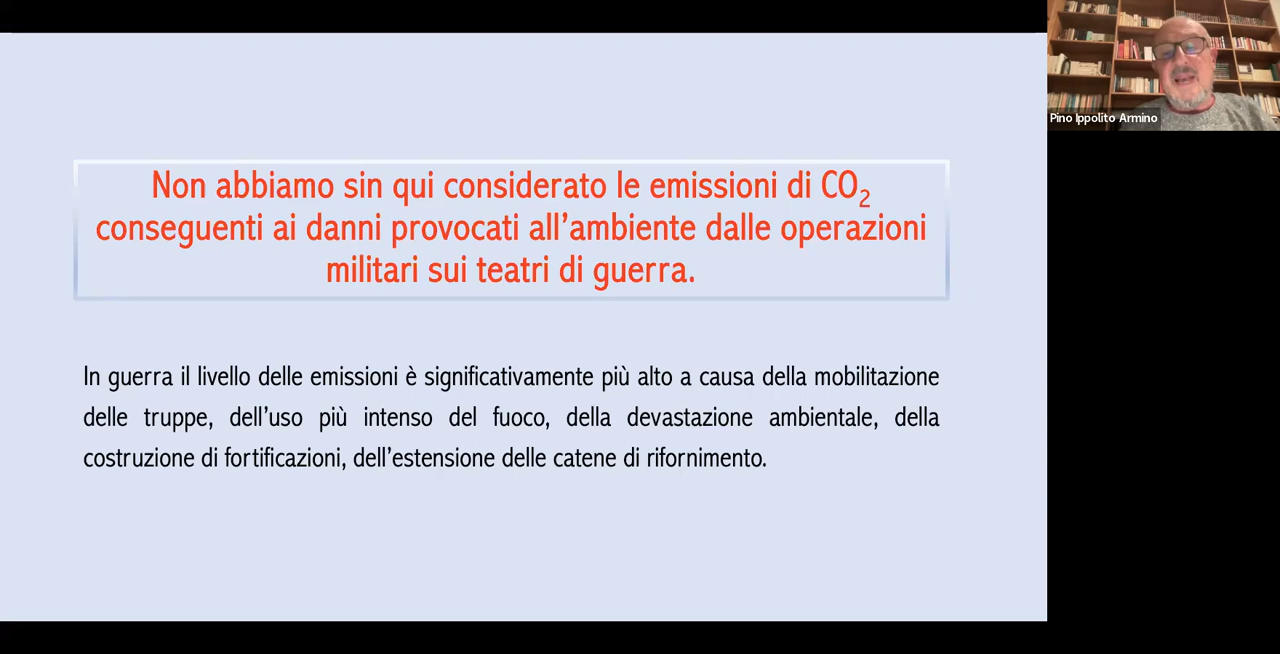 Non abbiamo sin qui considerato le emissioni di CO₂
conseguenti ai danni provocati all’ambiente dalle operazioni
militari sui teatri di guerra.
In guerra il livello delle emissioni è significativamente più alto a causa della mobilitazione
delle truppe, dell’uso più intenso del fuoco, della devastazione ambientale, della
costruzione di fortificazioni, dell’estensione delle catene di rifornimento.
Pino Ippolito Armino